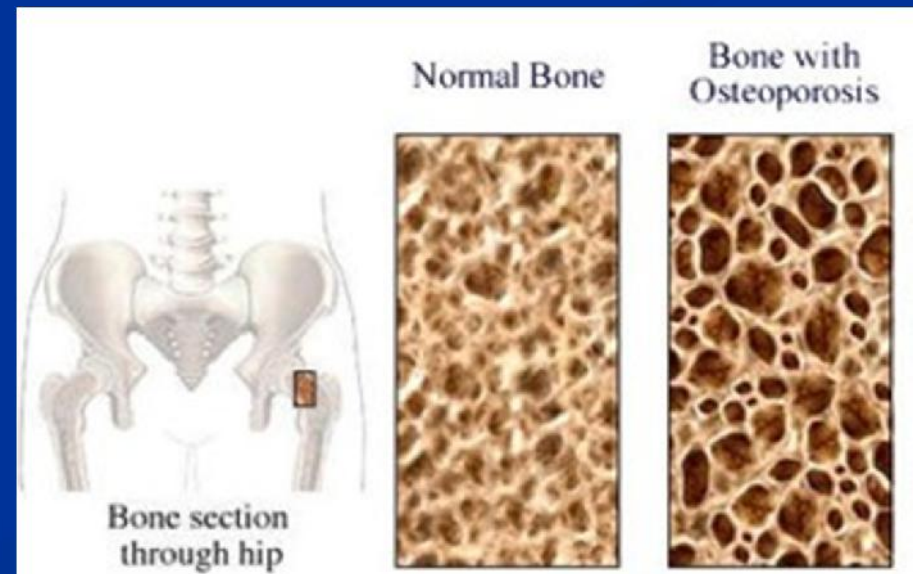 Normal Bone
Bone with
Osteoporosis
Bone section
through hip